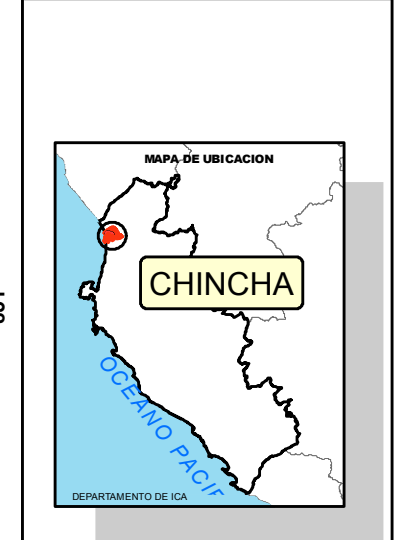 MAPA DE UBICACION
CHINCHA
OCEANO PACIF
DEPARTAMENTO DE ICA